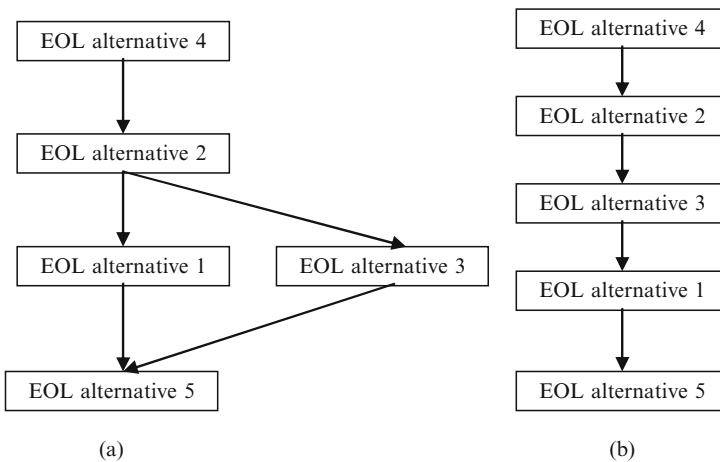 EOL alternative 4
EOL alternative 2
EOL alternative 1
EOL alternative 3
EOL alternative 5
(a)
EOL alternative 4
EOL alternative 2
EOL alternative 3
EOL alternative 1
EOL alternative 5
(b)